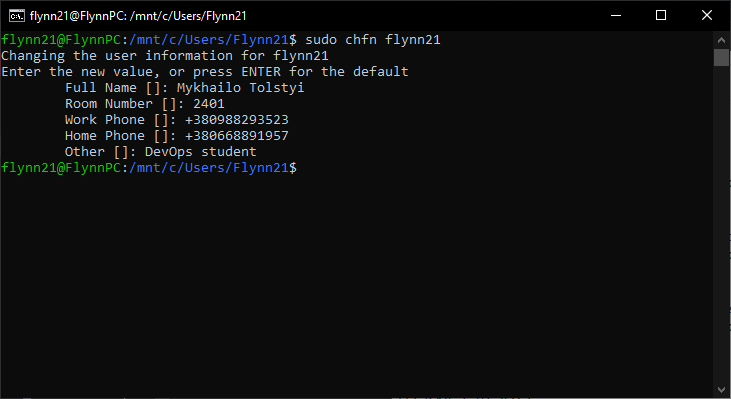 flynn21@FlynnPC: /mnt/c/Users/Flynn21
flynn21@FlynnPC:/mnt/c/Users/Flynn21$ sudo chfn flynn21
Changing the user information for flynn21
Enter the new value, or press ENTER for the default
        Full Name []: Mykhailo Tolstyi
        Room Number []: 2401
        Work Phone []: +380988293523
        Home Phone []: +380668891957
        Other []: DevOps student
flynn21@FlynnPC:/mnt/c/Users/Flynn21$